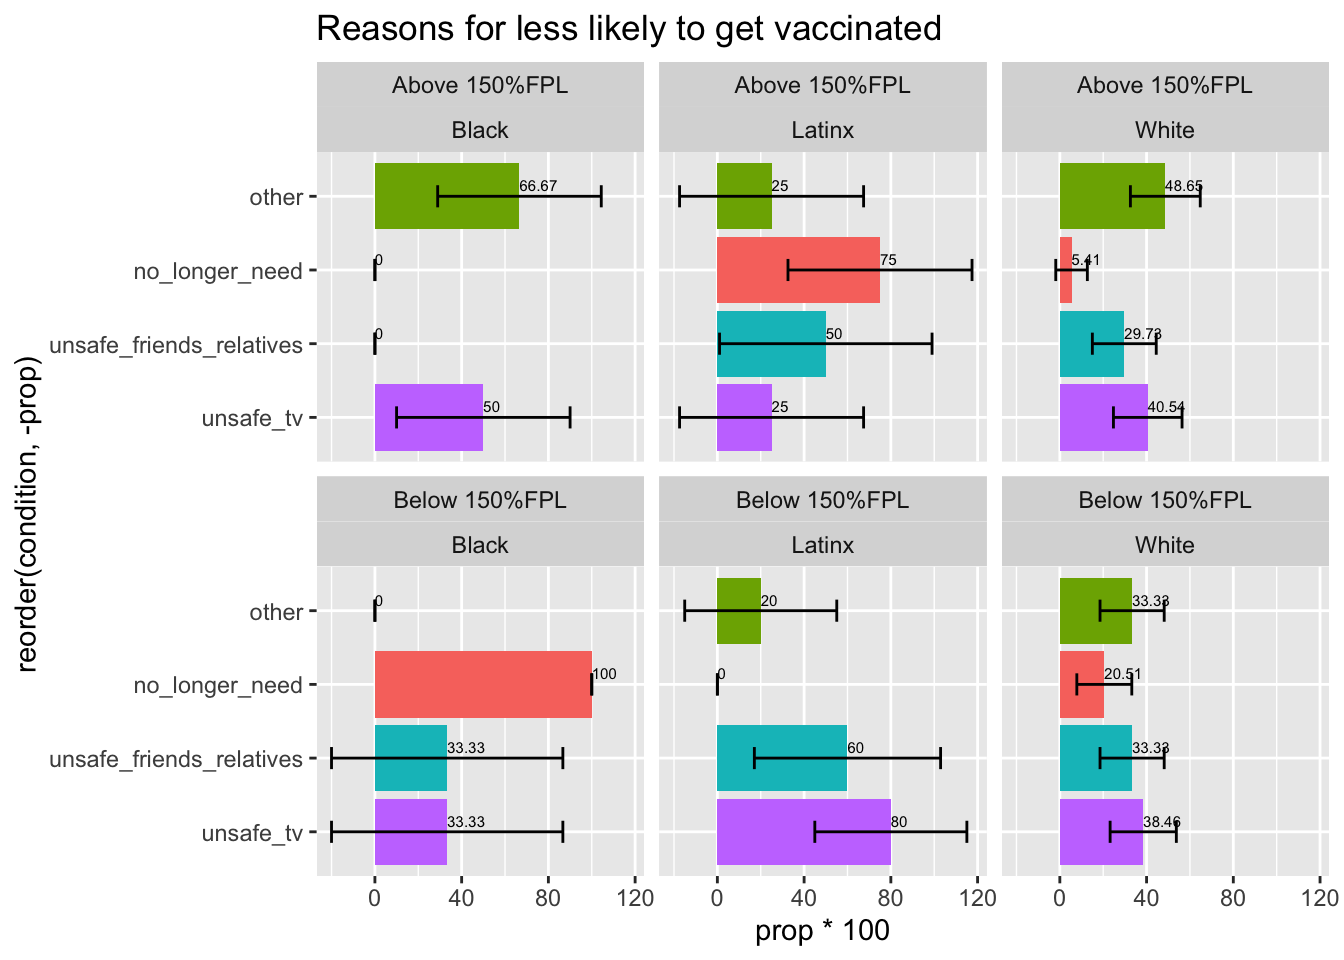 Reasons for less likely to get vaccinated
Above 150%FPL
Black
Above 150%FPL
Latinx
Above 150%FPL
White
other
no_longer_need
unsafe_friends_relatives
unsafe_tv
66.67
0
0
50
25
75
50
25
48.65
5.41
29.73
40.54
Below 150%FPL
Black
Below 150%FPL
Latinx
Below 150%FPL
White
other
no_longer_need
unsafe_friends_relatives
unsafe_tv
0
100
33.33
33.33
20
0
60
80
33.33
20.51
33.33
38.46
0 40 80 120
0 40 80 120
0 40 80 120
prop * 100
reorder(condition, -prop)